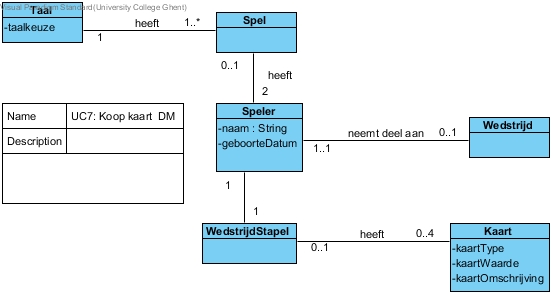 Visual Paradigm Standard(University College Ghent)
Taal
-taalkeuze
heeft
1..*
1
Spel
0..1
heeft
2
Name
UC7: Koop kaart DM
Description
Speler
-naam : String
-geboorteDatum
neemt deel aan
0..1
1..1
Wedstrijd
1
1
WedstrijdStapel
heeft
0..4
0..1
Kaart
-kaartType
-kaartWaarde
-kaartOmschrijving